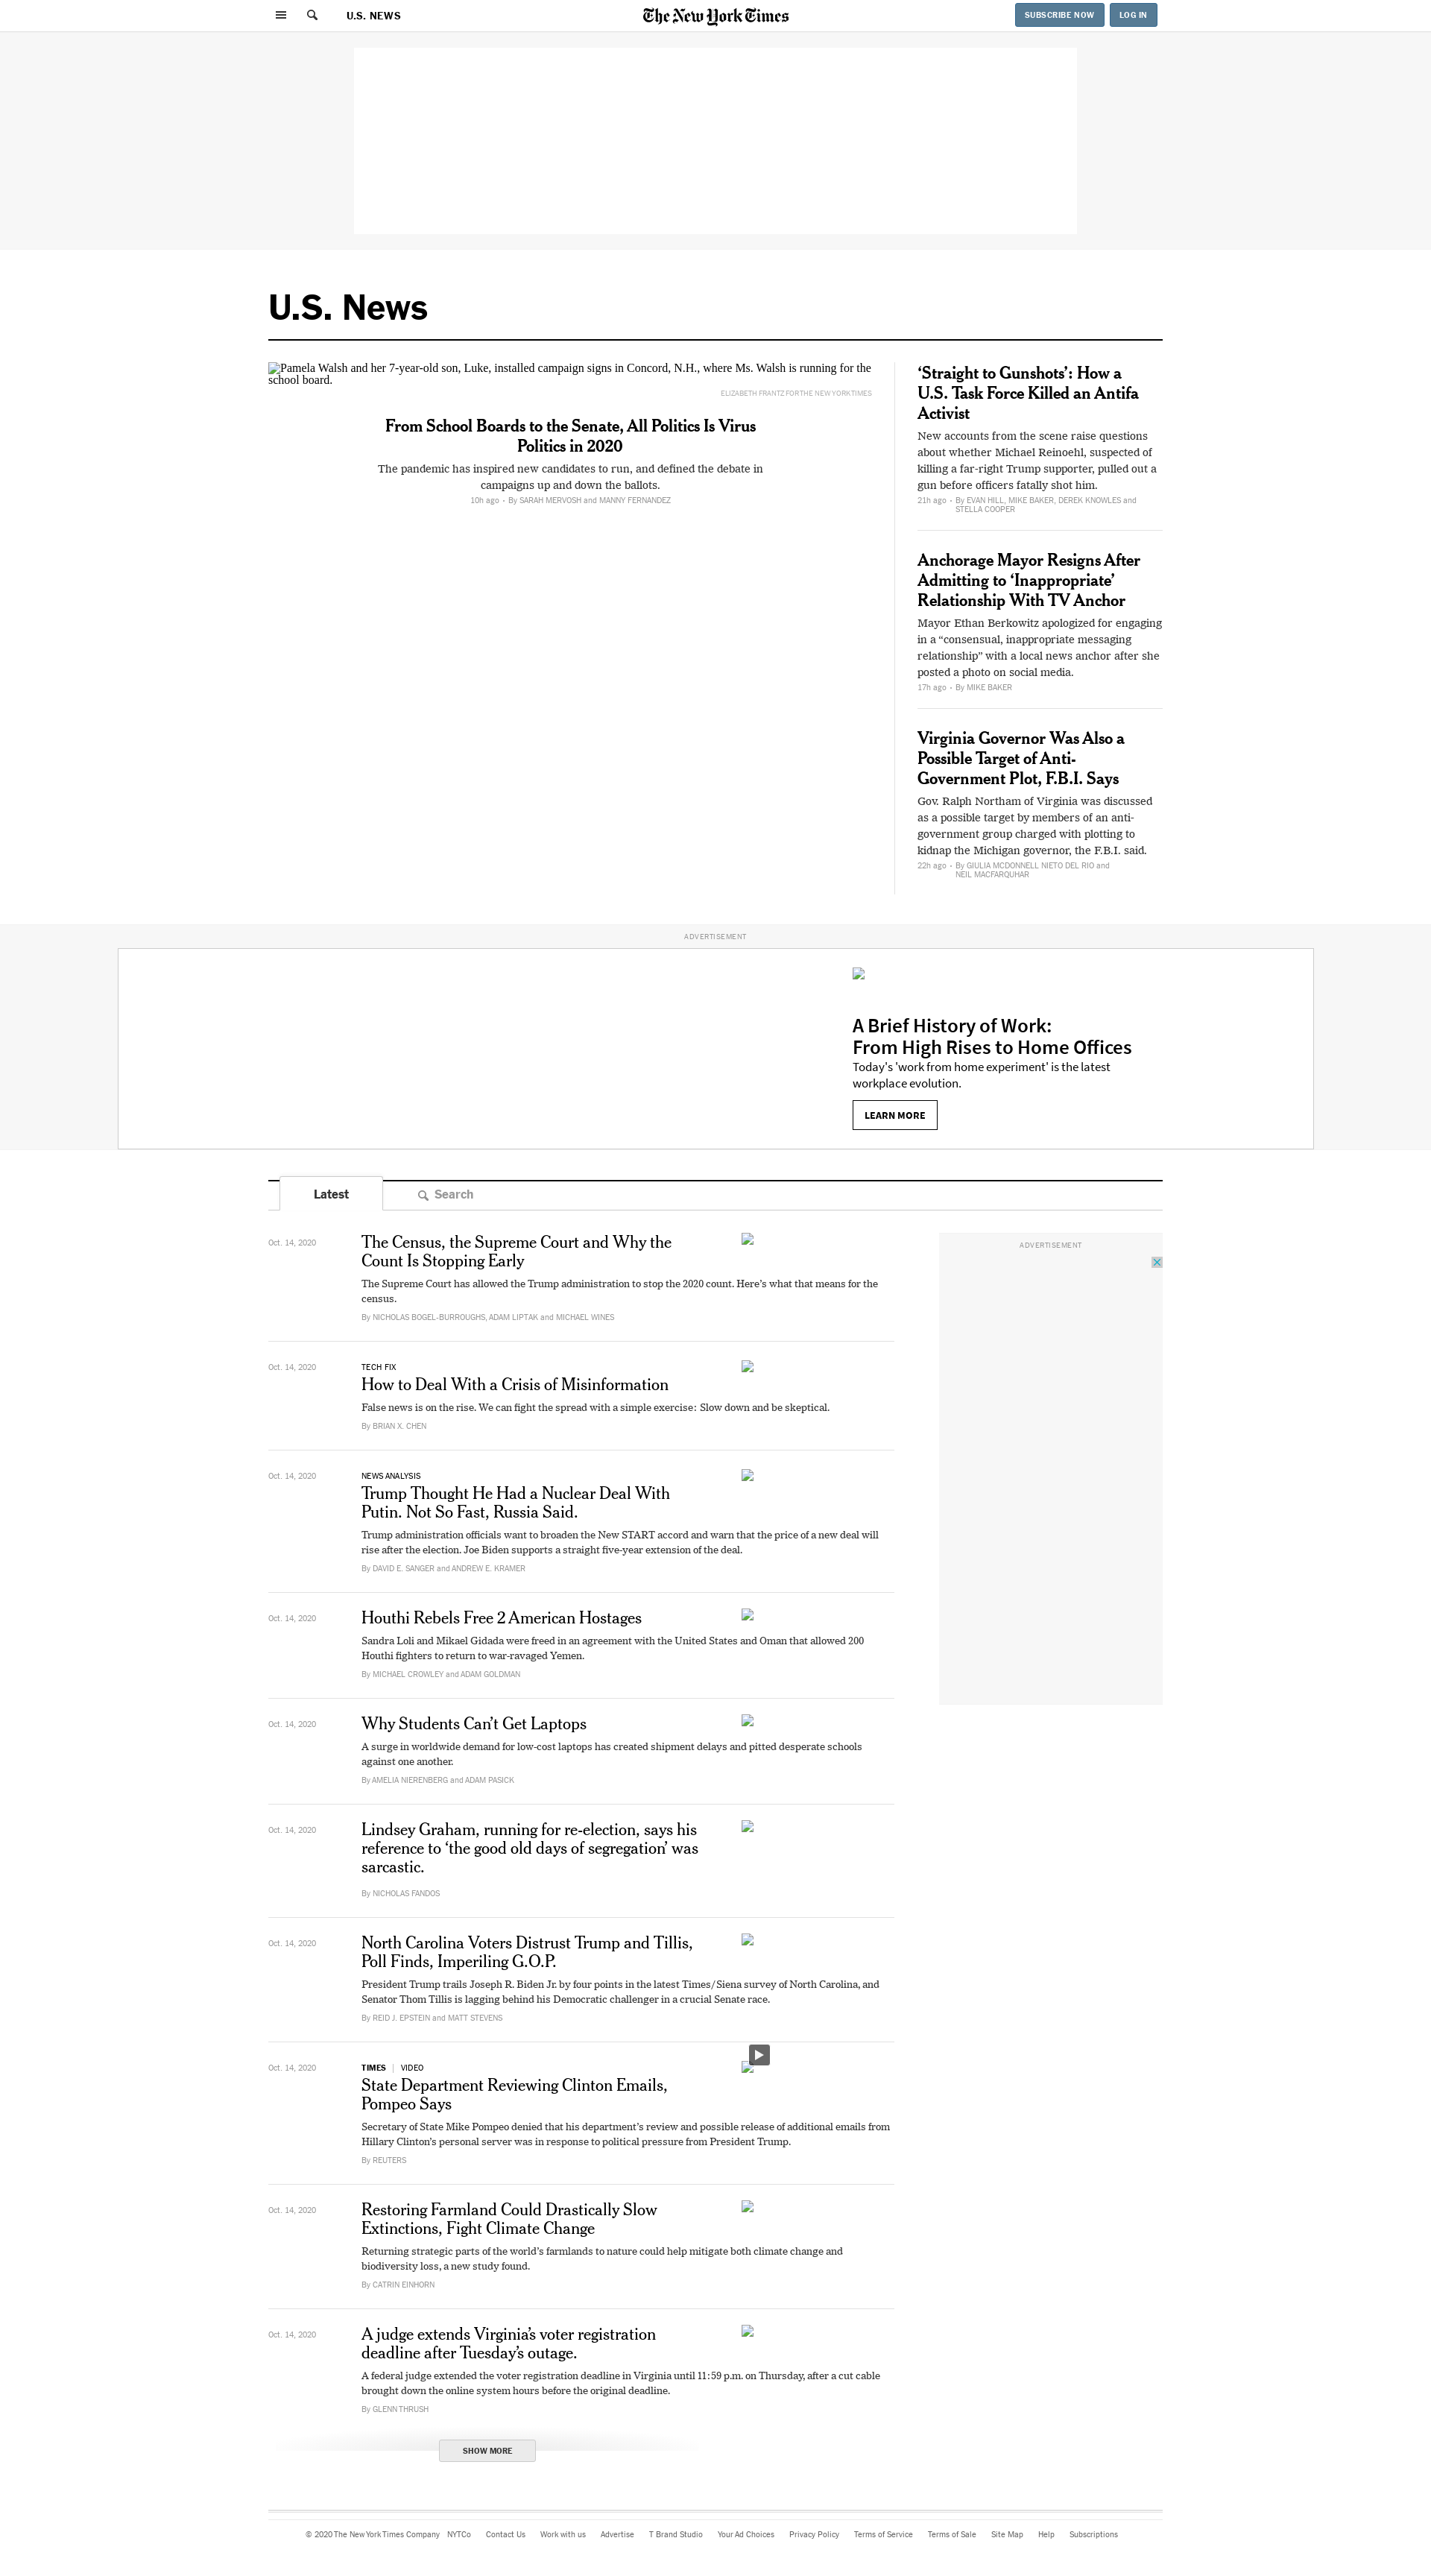 U.S. NEWS
The New York Times
SUBSCRIBE NOW
LOG IN
U.S. News
Pamela Walsh and her 7-year-old son, Luke, installed campaign signs in Concord, N.H., where Ms. Walsh is running for the
school board.
ELIZABETH FRANTZ FOR THE NEW YORK TIMES
From School Boards to the Senate, All Politics Is Virus
Politics in 2020
The pandemic has inspired new candidates to run, and defined the debate in
campaigns up and down the ballots.
10h ago • By SARAH MERVOSH and MANNY FERNANDEZ
‘Straight to Gunshots’: How a
U.S. Task Force Killed an Antifa
Activist
New accounts from the scene raise questions
about whether Michael Reinoehl, suspected of
killing a far-right Trump supporter, pulled out a
gun before officers fatally shot him.
21h ago • By EVAN HILL, MIKE BAKER, DEREK KNOWLES and
STELLA COOPER
Anchorage Mayor Resigns After
Admitting to ‘Inappropriate’
Relationship With TV Anchor
Mayor Ethan Berkowitz apologized for engaging
in a “consensual, inappropriate messaging
relationship” with a local news anchor after she
posted a photo on social media.
17h ago • By MIKE BAKER
Virginia Governor Was Also a
Possible Target of Anti-
Government Plot, F.B.I. Says
Gov. Ralph Northam of Virginia was discussed
as a possible target by members of an anti-
government group charged with plotting to
kidnap the Michigan governor, the F.B.I. said.
22h ago • By GIULIA MCDONNELL NIETO DEL RIO and
NEIL MACFARQUHAR
ADVERTISEMENT
A Brief History of Work:
From High Rises to Home Offices
Today's 'work from home experiment' is the latest
workplace evolution.
LEARN MORE
Latest
Search
ADVERTISEMENT
Oct. 14, 2020
The Census, the Supreme Court and Why the
Count Is Stopping Early
The Supreme Court has allowed the Trump administration to stop the 2020 count. Here’s what that means for the
census.
By NICHOLAS BOGEL-BURROUGHS, ADAM LIPTAK and MICHAEL WINES
Oct. 14, 2020
TECH FIX
How to Deal With a Crisis of Misinformation
False news is on the rise. We can fight the spread with a simple exercise: Slow down and be skeptical.
By BRIAN X. CHEN
Oct. 14, 2020
NEWS ANALYSIS
Trump Thought He Had a Nuclear Deal With
Putin. Not So Fast, Russia Said.
Trump administration officials want to broaden the New START accord and warn that the price of a new deal will
rise after the election. Joe Biden supports a straight five-year extension of the deal.
By DAVID E. SANGER and ANDREW E. KRAMER
Oct. 14, 2020
Houthi Rebels Free 2 American Hostages
Sandra Loli and Mikael Gidada were freed in an agreement with the United States and Oman that allowed 200
Houthi fighters to return to war-ravaged Yemen.
By MICHAEL CROWLEY and ADAM GOLDMAN
Oct. 14, 2020
Why Students Can’t Get Laptops
A surge in worldwide demand for low-cost laptops has created shipment delays and pitted desperate schools
against one another.
By AMELIA NIERENBERG and ADAM PASICK
Oct. 14, 2020
Lindsey Graham, running for re-election, says his
reference to ‘the good old days of segregation’ was
sarcastic.
By NICHOLAS FANDOS
Oct. 14, 2020
North Carolina Voters Distrust Trump and Tillis,
Poll Finds, Imperiling G.O.P.
President Trump trails Joseph R. Biden Jr. by four points in the latest Times/Siena survey of North Carolina, and
Senator Thom Tillis is lagging behind his Democratic challenger in a crucial Senate race.
By REID J. EPSTEIN and MATT STEVENS
Oct. 14, 2020
TIMES | VIDEO
State Department Reviewing Clinton Emails,
Pompeo Says
Secretary of State Mike Pompeo denied that his department’s review and possible release of additional emails from
Hillary Clinton’s personal server was in response to political pressure from President Trump.
By REUTERS
Oct. 14, 2020
Restoring Farmland Could Drastically Slow
Extinctions, Fight Climate Change
Returning strategic parts of the world’s farmlands to nature could help mitigate both climate change and
biodiversity loss, a new study found.
By CATRIN EINHORN
Oct. 14, 2020
A judge extends Virginia’s voter registration
deadline after Tuesday’s outage.
A federal judge extended the voter registration deadline in Virginia until 11:59 p.m. on Thursday, after a cut cable
brought down the online system hours before the original deadline.
By GLENN THRUSH
SHOW MORE
© 2020 The New York Times Company NYTCo Contact Us Work with us Advertise T Brand Studio Your Ad Choices Privacy Policy Terms of Service Terms of Sale Site Map Help Subscriptions